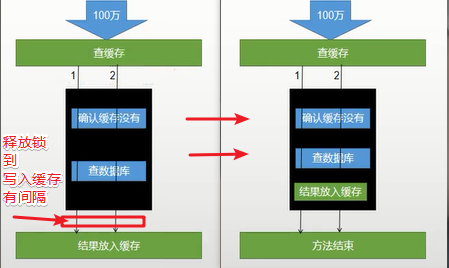 100万
查缓存
1
2
确认缓存没有
查数据库
释放锁
到
写入缓存
有间隔
结果放入缓存
100万
查缓存
1
2
确认缓存没有
查数据库
结果放入缓存
方法结束